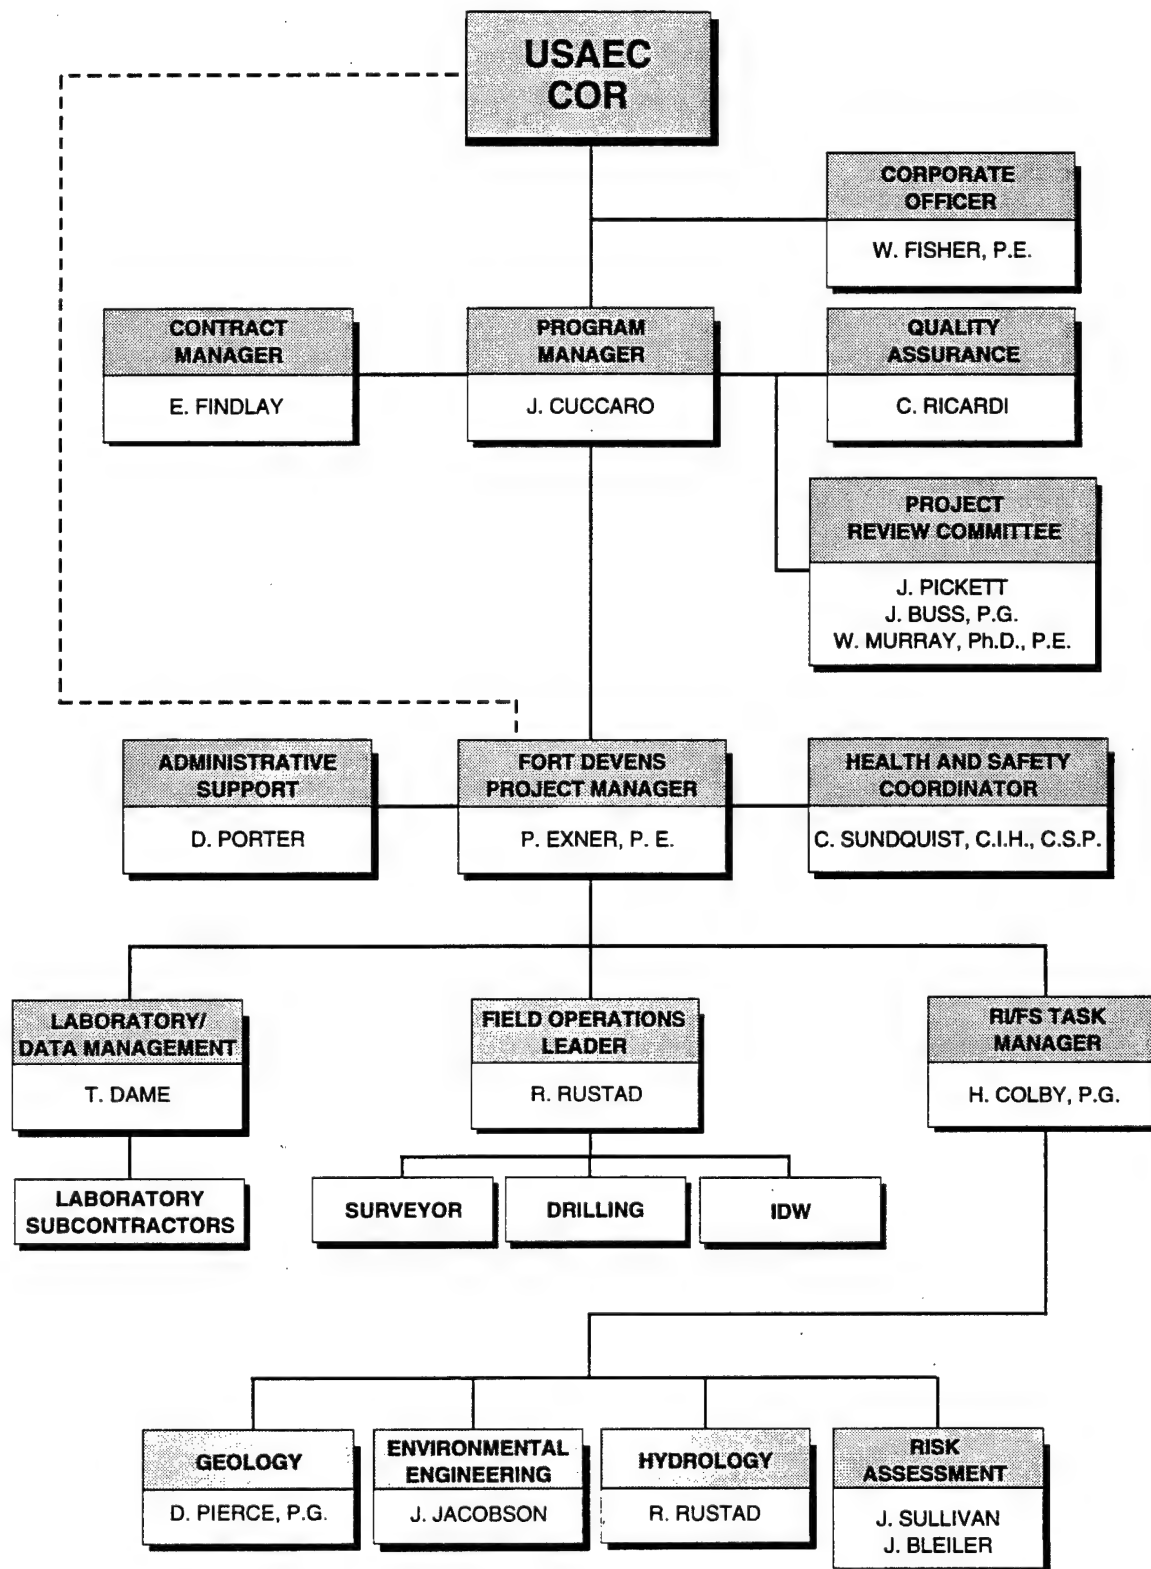 USAEC
COR
CORPORATE
OFFICER
W. FISHER, P.E.
CONTRACT
MANAGER
E. FINDLAY
PROGRAM
MANAGER
J. CUCCARO
QUALITY
ASSURANCE
C. RICARDI
PROJECT
REVIEW COMMITTEE
J. PICKETT
J. BUSS, P.G.
W. MURRAY, Ph.D., P.E.
ADMINISTRATIVE
SUPPORT
D. PORTER
FORT DEVENS
PROJECT MANAGER
P. EXNER, P. E.
HEALTH AND SAFETY
COORDINATOR
C. SUNDQUIST, C.I.H., C.S.P.
LABORATORY/
DATA MANAGEMENT
T. DAME
FIELD OPERATIONS
LEADER
R. RUSTAD
RI/FS TASK
MANAGER
H. COLBY, P.G.
LABORATORY
SUBCONTRACTORS
SURVEYOR
DRILLING
IDW
GEOLOGY
D. PIERCE, P.G.
ENVIRONMENTAL
ENGINEERING
J. JACOBSON
HYDROLOGY
R. RUSTAD
RISK
ASSESSMENT
J. SULLIVAN
J. BLEILER